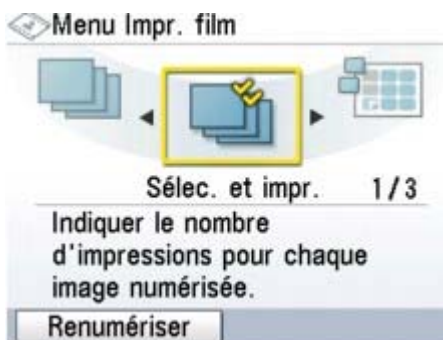 Menu Impr. film
Sélec. et impr. 1/3
Indiquer le nombre
d'impressions pour chaque
image numérisée.
Renumériser